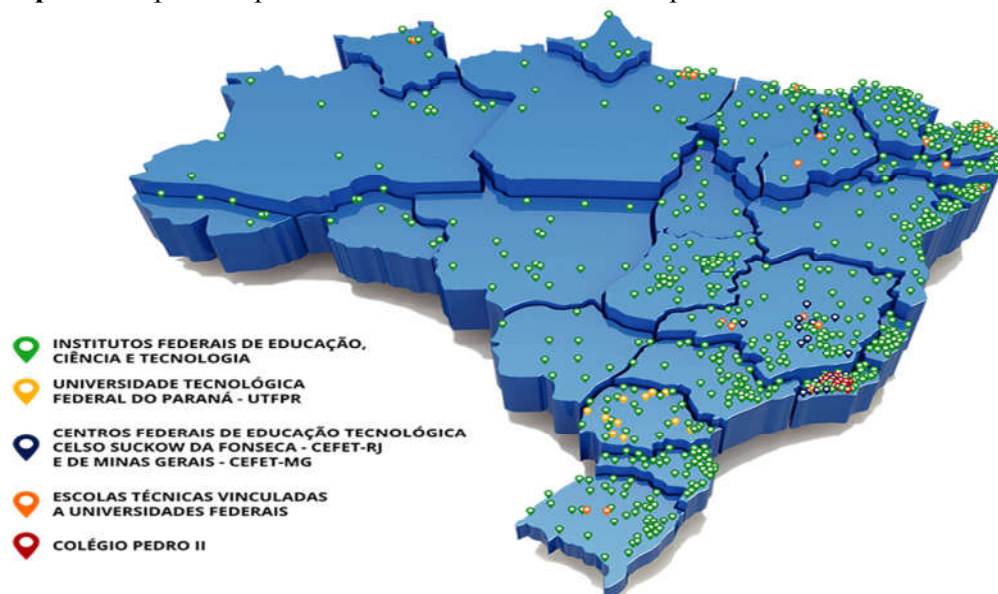 INSTITUTOS FEDERAIS DE EDUCAÇÃO,
CIÊNCIA E TECNOLOGIA
UNIVERSIDADE TECNOLÓGICA
FEDERAL DO PARANÁ - UTFPR
CENTROS FEDERAIS DE EDUCAÇÃO TECNOLÓGICA
CELSO SUCKOW DA FONSECA - CEFET-RJ
E DE MINAS GERAIS - CEFET-MG
ESCOLAS TÉCNICAS VINCULADAS
A UNIVERSIDADES FEDERAIS
COLÉGIO PEDRO II